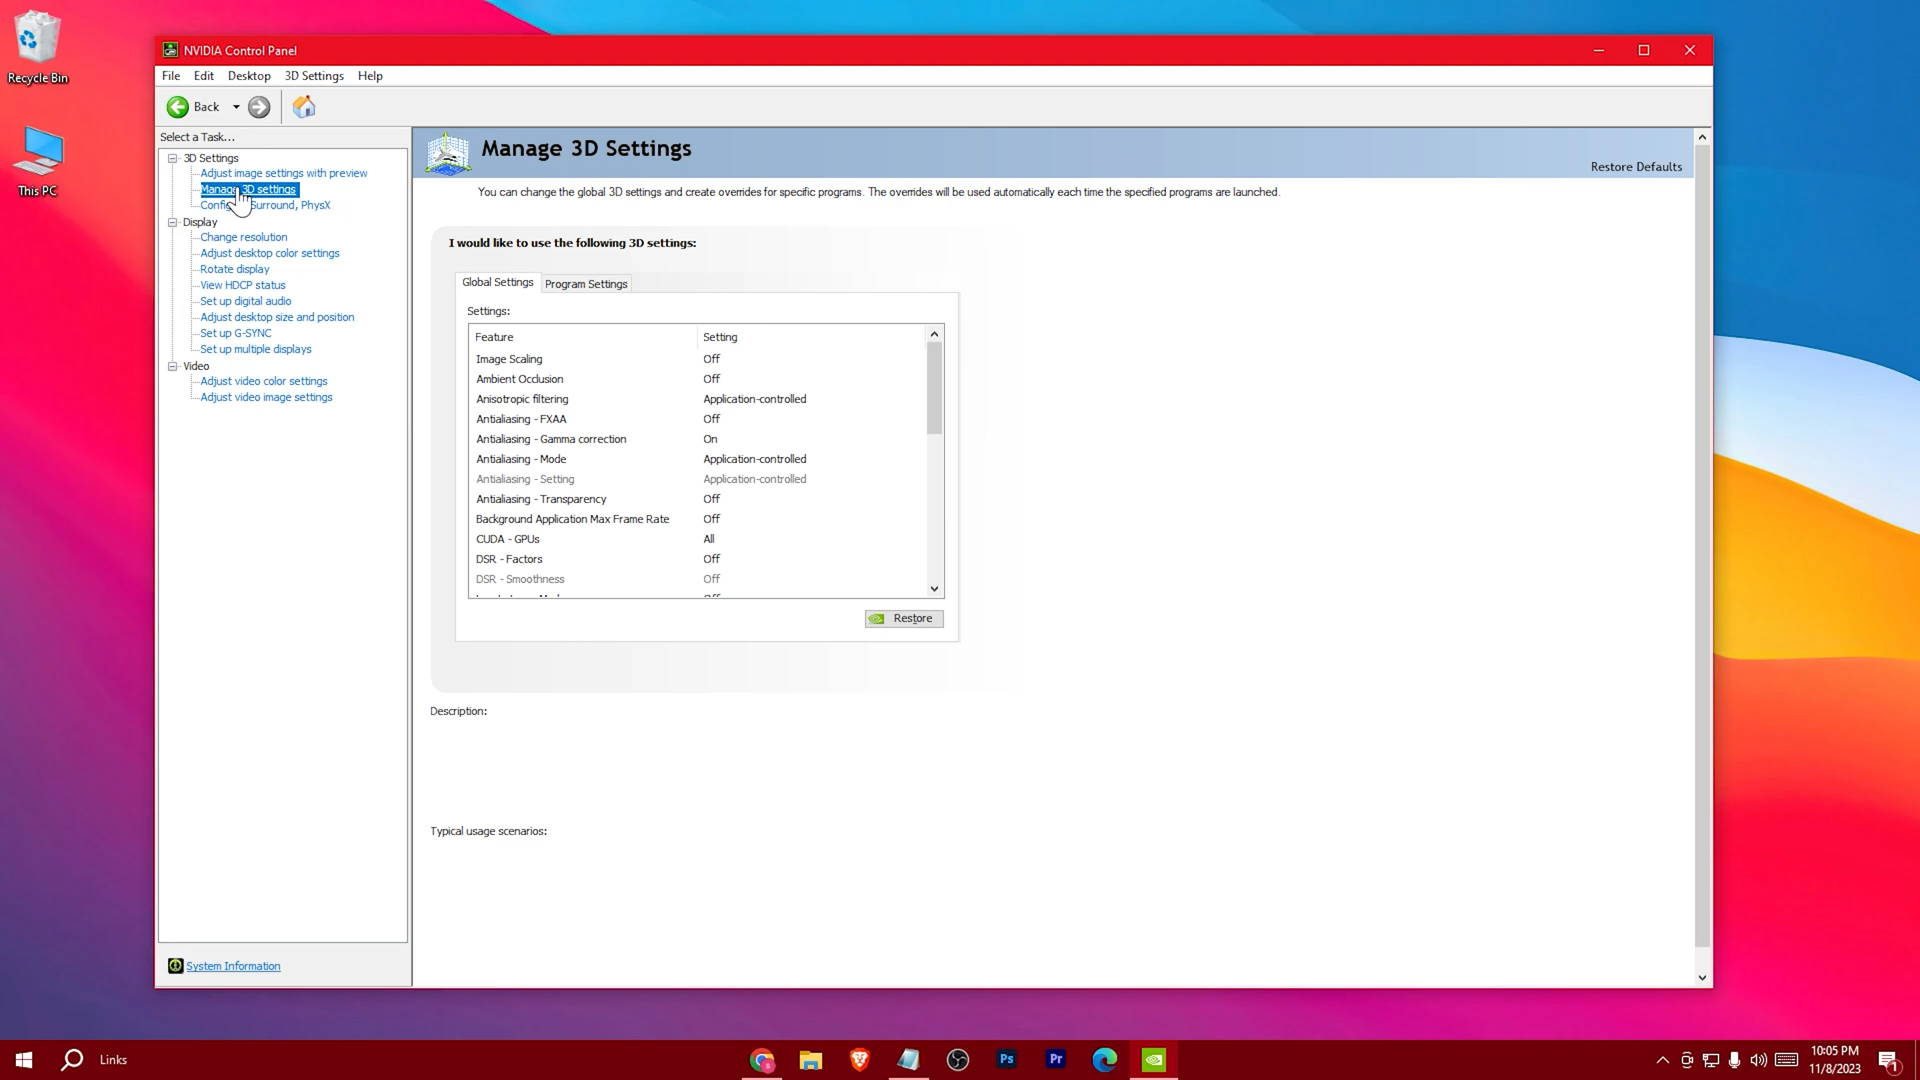 Recycle Bin
This PC
NVIDIA Control Panel
File Edit Desktop 3D Settings Help
Back
Select a Task...
3D Settings
Adjust image settings with preview
Manage 3D settings
Surround, PhysX
Display
Change resolution
Adjust desktop color settings
Rotate display
View HDCP status
Set up digital audio
Adjust desktop size and position
Set up G-SYNC
Set up multiple displays
Video
Adjust video color settings
Adjust video image settings
System Information
Manage 3D Settings
Restore Defaults
You can change the global 3D settings and create overrides for specific programs. The overrides will be used automatically each time the specified programs are launched.
I would like to use the following 3D settings:
Global Settings Program Settings
Settings:
Feature Setting
Image Scaling Off
Ambient Occlusion Off
Anisotropic filtering Application-controlled
Antialiasing - FXAA Off
Antialiasing - Gamma correction On
Antialiasing - Mode Application-controlled
Antialiasing - Setting Application-controlled
Antialiasing - Transparency Off
Background Application Max Frame Rate Off
CUDA - GPUs All
DSR - Factors Off
DSR - Smoothness Off
Restore
Description:
Typical usage scenarios:
Links
Ps
Pr
10:05 PM
11/8/2023
1